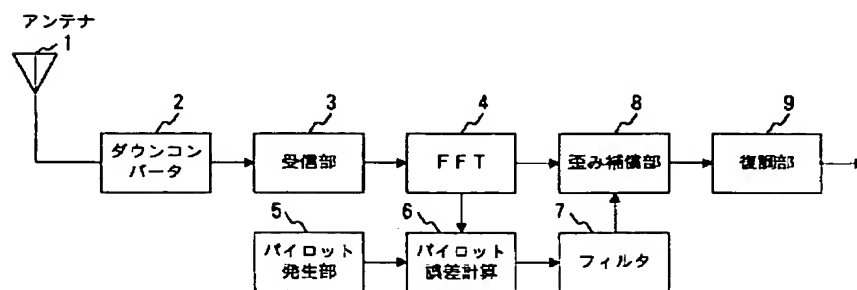 アンテナ
1
2
3
4
8
9
ダウンコン
バータ
受信部
FFT
歪み補償部
復調部
5
6
7
パイロット
発生部
パイロット
誤差計算
フィルタ